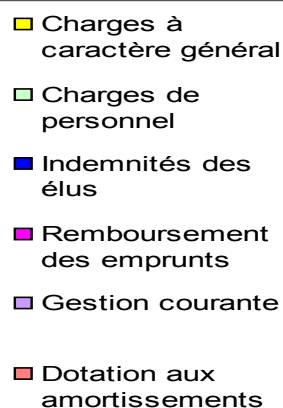 Charges à
caractère général
Charges de
personnel
Indemnités des
élus
Remboursement
des emprunts
Gestion courante
Dotation aux
amortissements